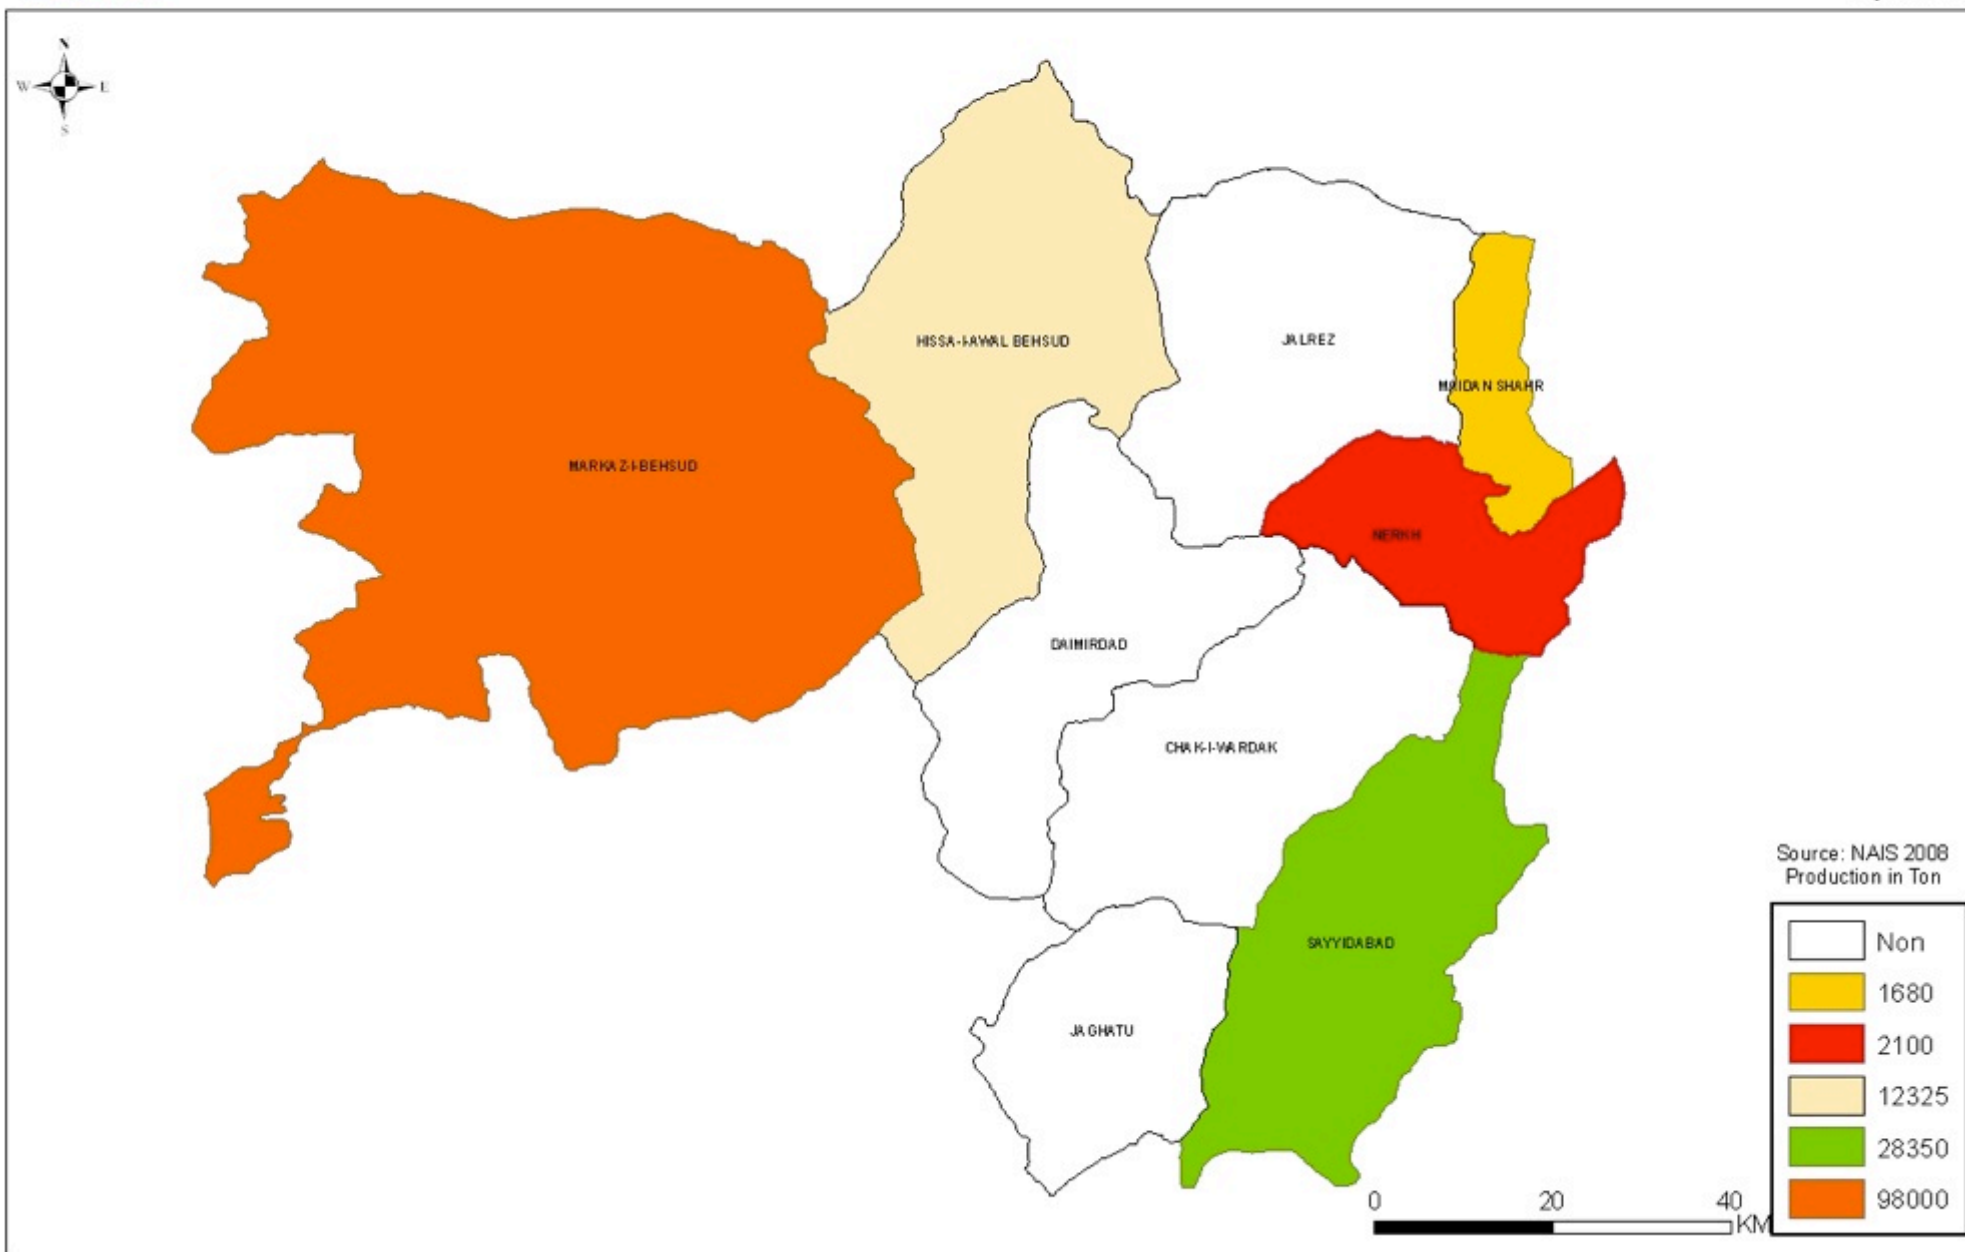 N
W E
S
HISSA-I-AWAL BEHSUD
JALREZ
MAIDAN SHAHR
MARKAZ-I-BEHSUD
NERKH
DAIMIRDAD
CHAK-I-WARDAK
SAYYIDABAD
JAGHATU
Source: NAIS 2008
Production in Ton
Non
1680
2100
12325
28350
98000
0 20 40
KM